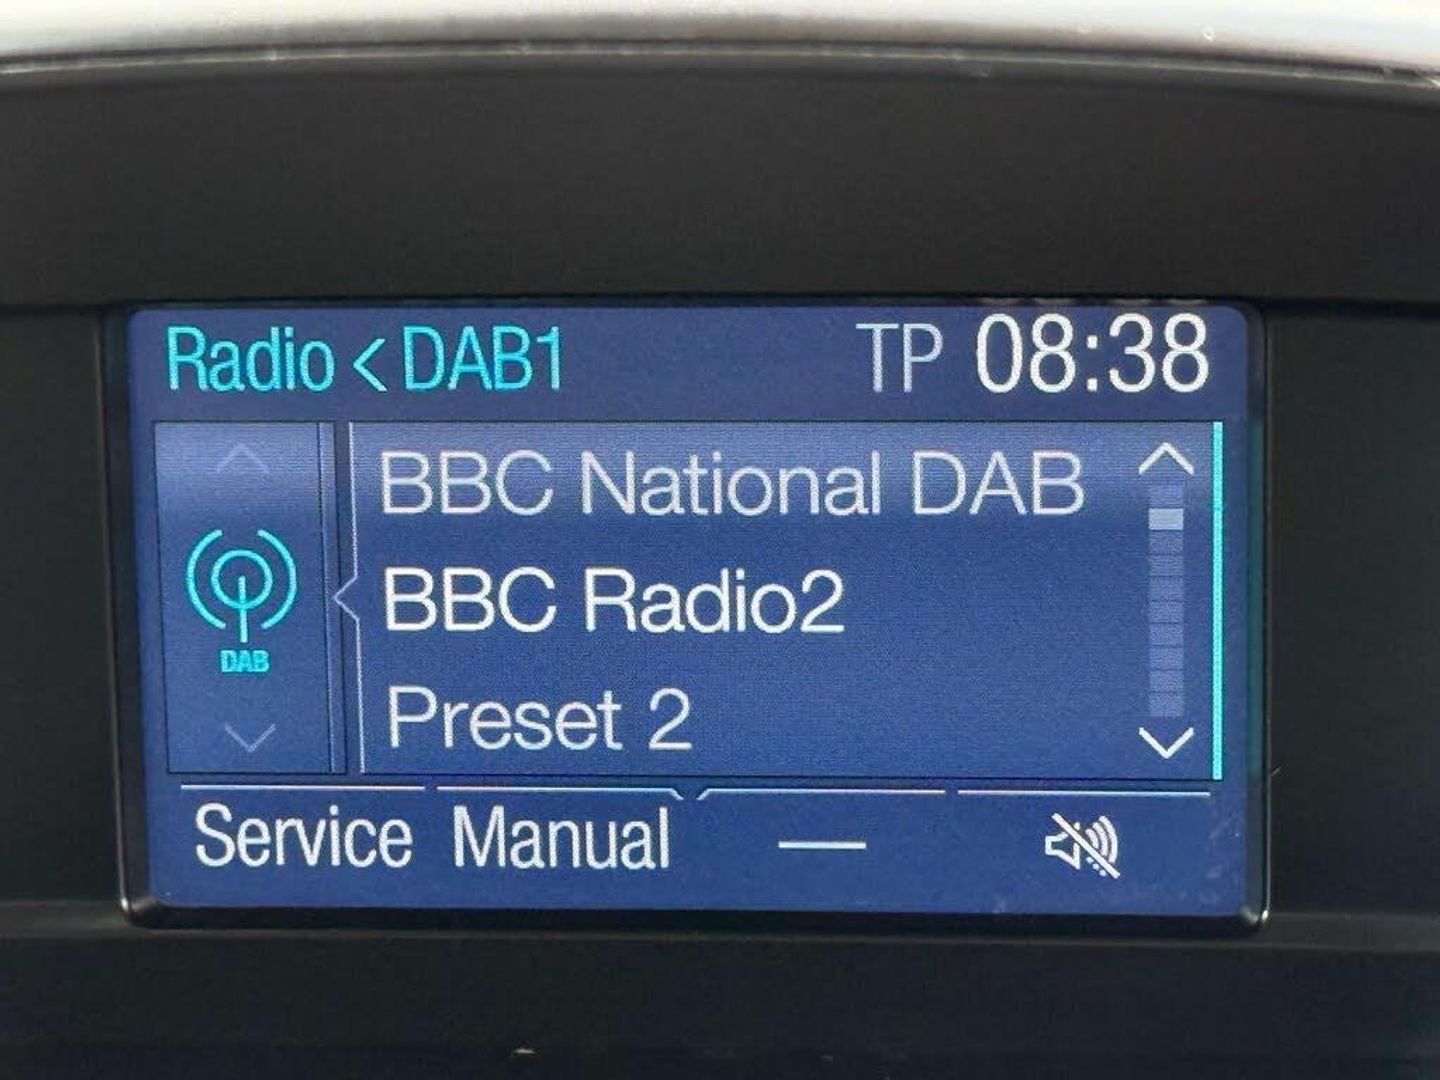 Radio < DAB1 TP 08:38
BBC National DAB
BBC Radio2
DAB
Preset 2
Service Manual —